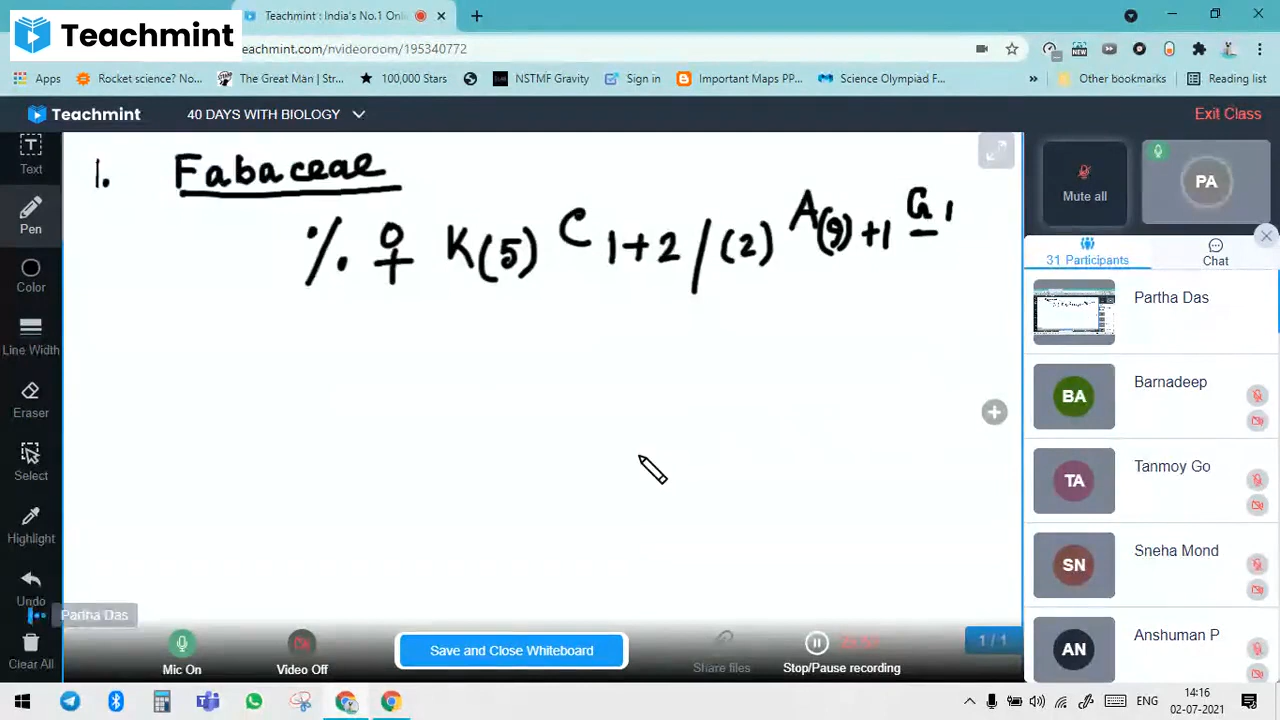 Teachmint : India's No.1 Onli
Teachmint
eachmint.com/nvideoroom/195340772
Apps
Rocket science? No...
The Great Man | Str...
100,000 Stars
NSTMF Gravity
Sign in
Important Maps PP...
Science Olympiad F...
»
Other bookmarks
Reading list
Teachmint
40 DAYS WITH BIOLOGY
Exit Class
Text
Pen
Color
Line Width
Eraser
Select
Highlight
Undo
Clear All
1. Fabaceae
% ⚥ K(5) C1+2/(2) A(9)+1 G1
Mute all
PA
31 Participants
Chat
Partha Das
BA
Barnadeep
TA
Tanmoy Go
SN
Sneha Mond
AN
Anshuman P
Partha Das
Mic On
Video Off
Save and Close Whiteboard
Share files
Stop/Pause recording
1 / 1
ENG
14:16
02-07-2021